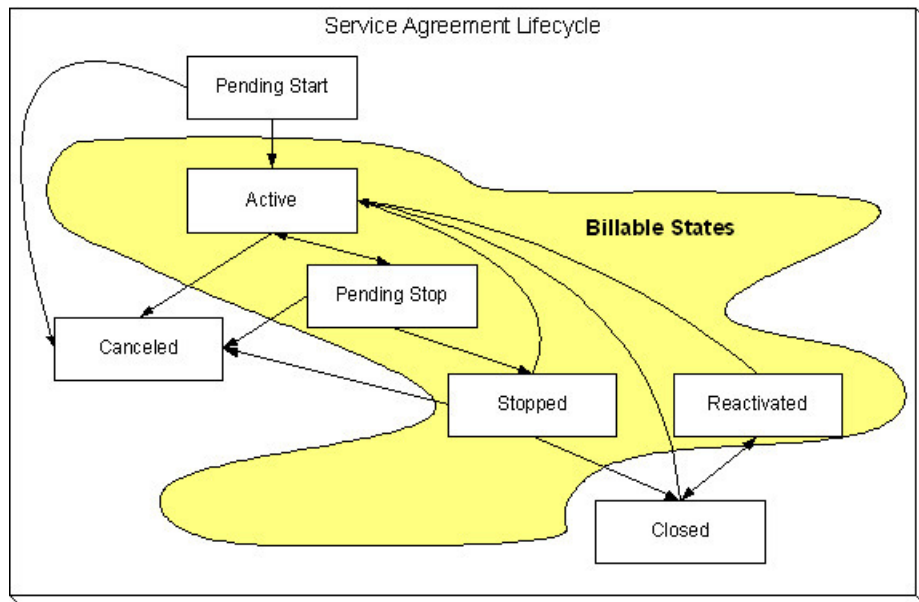 Service Agreement Lifecycle
Pending Start
Active
Billable States
Pending Stop
Canceled
Stopped
Reactivated
Closed